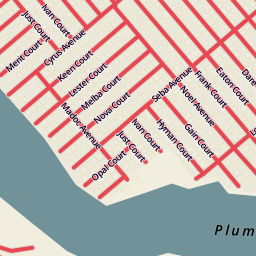 Ivan Court
Just Court
Ment Court
Cyrus Avenue
Keen Court
Lester Court
Melba Court
Nova Court
Seba Avenue
Frank Court
Eaton Court
Dare
Noel Avenue
Madoc Avenue
Gain Court
Hyman Court
Ivan Court
Just Court
Opal Court
Plum